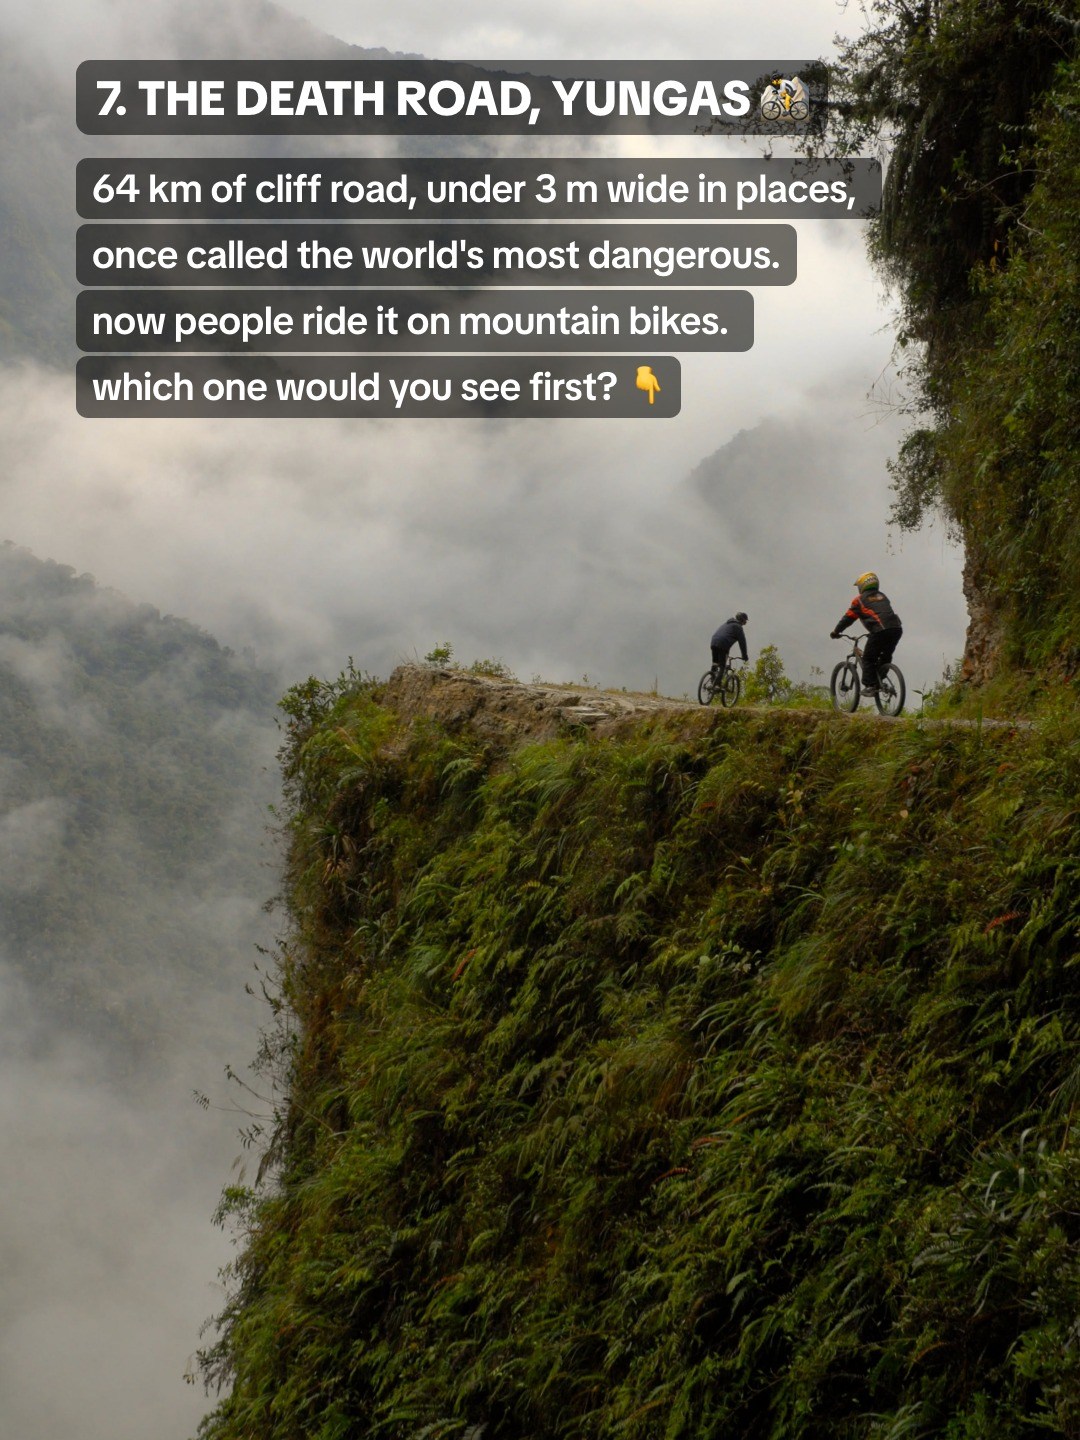 7. THE DEATH ROAD, YUNGAS 🚵
64 km of cliff road, under 3 m wide in places,
once called the world's most dangerous.
now people ride it on mountain bikes.
which one would you see first? 👇